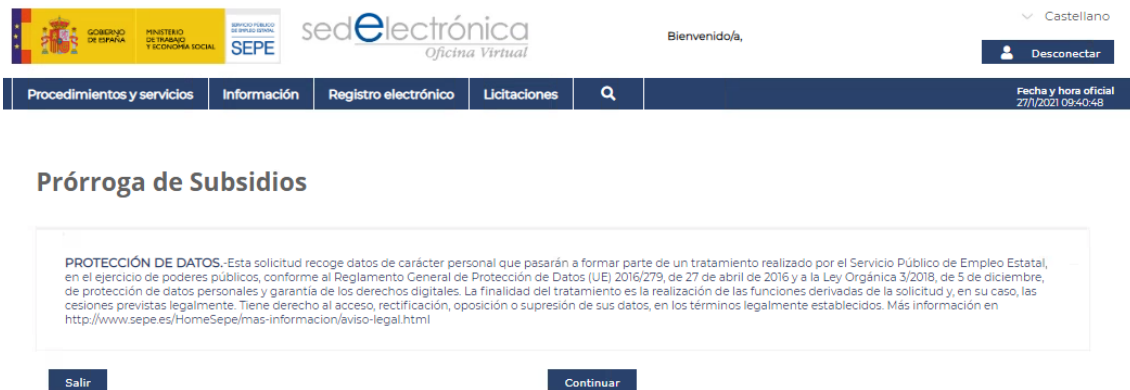 GOBIERNO
DE ESPAÑA
MINISTERIO
DE TRABAJO
Y ECONOMÍA SOCIAL
SERVICIO PÚBLICO
DE EMPLEO ESTATAL
SEPE
sedelectrónica
Oficina Virtual
Bienvenido/a,
Castellano
Desconectar
Procedimientos y servicios
Información
Registro electrónico
Licitaciones
Fecha y hora oficial
27/1/2021 09:40:48
Prórroga de Subsidios
PROTECCIÓN DE DATOS.-Esta solicitud recoge datos de carácter personal que pasarán a formar parte de un tratamiento realizado por el Servicio Público de Empleo Estatal,
en el ejercicio de poderes públicos, conforme al Reglamento General de Protección de Datos (UE) 2016/279, de 27 de abril de 2016 y a la Ley Orgánica 3/2018, de 5 de diciembre,
de protección de datos personales y garantía de los derechos digitales. La finalidad del tratamiento es la realización de las funciones derivadas de la solicitud y, en su caso, las
cesiones previstas legalmente. Tiene derecho al acceso, rectificación, oposición o supresión de sus datos, en los términos legalmente establecidos. Más información en
http://www.sepe.es/HomeSepe/mas-informacion/aviso-legal.html
Salir
Continuar